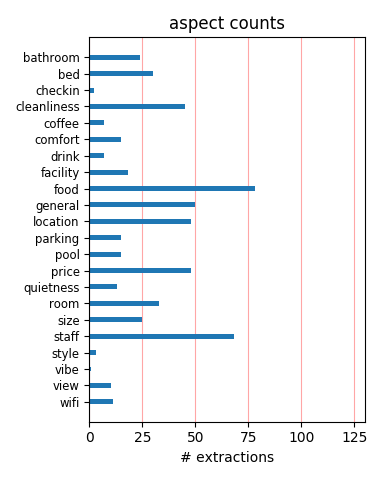 aspect counts
bathroom
bed
checkin
cleanliness
coffee
comfort
drink
facility
food
general
location
parking
pool
price
quietness
room
size
staff
style
vibe
view
wifi
0 25 50 75 100 125
# extractions